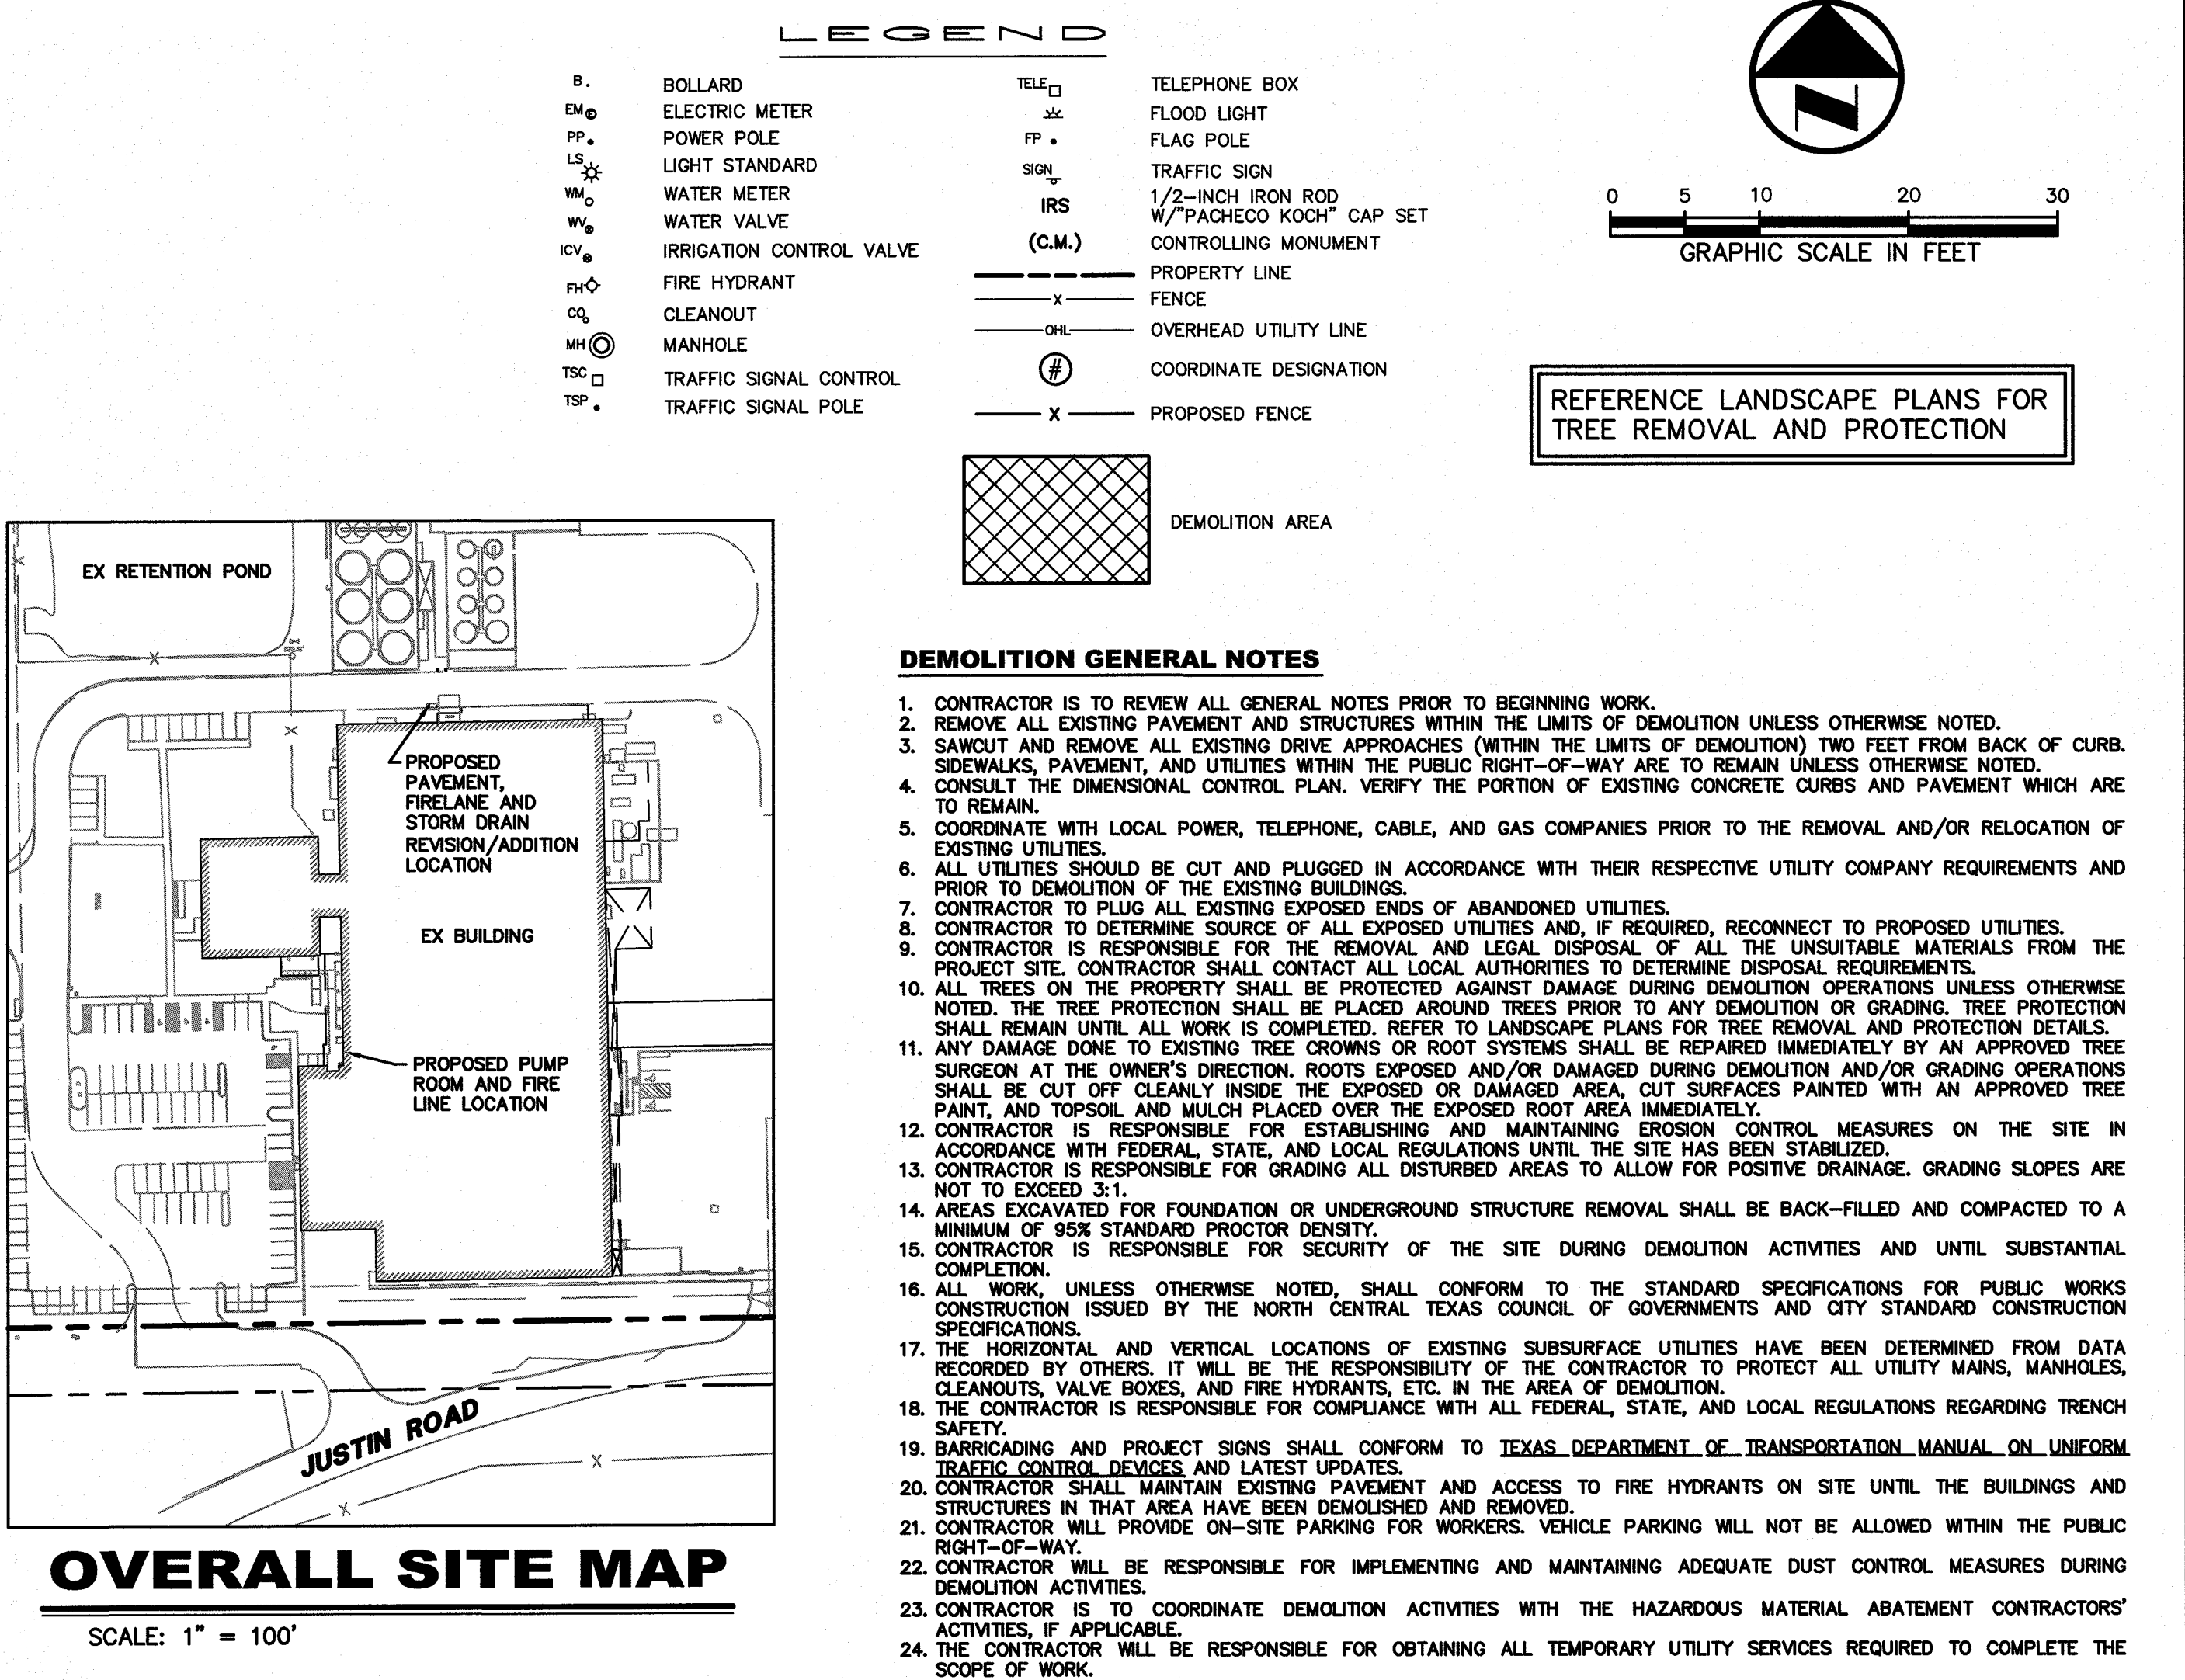 LEGEND
B. BOLLARD
EM ELECTRIC METER
PP POWER POLE
LS LIGHT STANDARD
WM WATER METER
WV WATER VALVE
ICV IRRIGATION CONTROL VALVE
FH FIRE HYDRANT
CO CLEANOUT
MH MANHOLE
TSC TRAFFIC SIGNAL CONTROL
TSP TRAFFIC SIGNAL POLE
TELE TELEPHONE BOX
FLOOD LIGHT
FP FLAG POLE
SIGN TRAFFIC SIGN
IRS 1/2-INCH IRON ROD
W/"PACHECO KOCH" CAP SET
(C.M.) CONTROLLING MONUMENT
PROPERTY LINE
X FENCE
OHL OVERHEAD UTILITY LINE
# COORDINATE DESIGNATION
X PROPOSED FENCE
DEMOLITION AREA
N
0 5 10 20 30
GRAPHIC SCALE IN FEET
REFERENCE LANDSCAPE PLANS FOR
TREE REMOVAL AND PROTECTION
EX RETENTION POND
X
X
X
PROPOSED
PAVEMENT,
FIRELANE AND
STORM DRAIN
REVISION/ADDITION
LOCATION
EX BUILDING
PROPOSED PUMP
ROOM AND FIRE
LINE LOCATION
JUSTIN ROAD
X
X
OVERALL SITE MAP
SCALE: 1" = 100'
DEMOLITION GENERAL NOTES
1. CONTRACTOR IS TO REVIEW ALL GENERAL NOTES PRIOR TO BEGINNING WORK.
2. REMOVE ALL EXISTING PAVEMENT AND STRUCTURES WITHIN THE LIMITS OF DEMOLITION UNLESS OTHERWISE NOTED.
3. SAWCUT AND REMOVE ALL EXISTING DRIVE APPROACHES (WITHIN THE LIMITS OF DEMOLITION) TWO FEET FROM BACK OF CURB.
SIDEWALKS, PAVEMENT, AND UTILITIES WITHIN THE PUBLIC RIGHT-OF-WAY ARE TO REMAIN UNLESS OTHERWISE NOTED.
4. CONSULT THE DIMENSIONAL CONTROL PLAN. VERIFY THE PORTION OF EXISTING CONCRETE CURBS AND PAVEMENT WHICH ARE
TO REMAIN.
5. COORDINATE WITH LOCAL POWER, TELEPHONE, CABLE, AND GAS COMPANIES PRIOR TO THE REMOVAL AND/OR RELOCATION OF
EXISTING UTILITIES.
6. ALL UTILITIES SHOULD BE CUT AND PLUGGED IN ACCORDANCE WITH THEIR RESPECTIVE UTILITY COMPANY REQUIREMENTS AND
PRIOR TO DEMOLITION OF THE EXISTING BUILDINGS.
7. CONTRACTOR TO PLUG ALL EXISTING EXPOSED ENDS OF ABANDONED UTILITIES.
8. CONTRACTOR TO DETERMINE SOURCE OF ALL EXPOSED UTILITIES AND, IF REQUIRED, RECONNECT TO PROPOSED UTILITIES.
9. CONTRACTOR IS RESPONSIBLE FOR THE REMOVAL AND LEGAL DISPOSAL OF ALL THE UNSUITABLE MATERIALS FROM THE
PROJECT SITE. CONTRACTOR SHALL CONTACT ALL LOCAL AUTHORITIES TO DETERMINE DISPOSAL REQUIREMENTS.
10. ALL TREES ON THE PROPERTY SHALL BE PROTECTED AGAINST DAMAGE DURING DEMOLITION OPERATIONS UNLESS OTHERWISE
NOTED. THE TREE PROTECTION SHALL BE PLACED AROUND TREES PRIOR TO ANY DEMOLITION OR GRADING. TREE PROTECTION
SHALL REMAIN UNTIL ALL WORK IS COMPLETED. REFER TO LANDSCAPE PLANS FOR TREE REMOVAL AND PROTECTION DETAILS.
11. ANY DAMAGE DONE TO EXISTING TREE CROWNS OR ROOT SYSTEMS SHALL BE REPAIRED IMMEDIATELY BY AN APPROVED TREE
SURGEON AT THE OWNER'S DIRECTION. ROOTS EXPOSED AND/OR DAMAGED DURING DEMOLITION AND/OR GRADING OPERATIONS
SHALL BE CUT OFF CLEANLY INSIDE THE EXPOSED OR DAMAGED AREA, CUT SURFACES PAINTED WITH AN APPROVED TREE
PAINT, AND TOPSOIL AND MULCH PLACED OVER THE EXPOSED ROOT AREA IMMEDIATELY.
12. CONTRACTOR IS RESPONSIBLE FOR ESTABLISHING AND MAINTAINING EROSION CONTROL MEASURES ON THE SITE IN
ACCORDANCE WITH FEDERAL, STATE, AND LOCAL REGULATIONS UNTIL THE SITE HAS BEEN STABILIZED.
13. CONTRACTOR IS RESPONSIBLE FOR GRADING ALL DISTURBED AREAS TO ALLOW FOR POSITIVE DRAINAGE. GRADING SLOPES ARE
NOT TO EXCEED 3:1.
14. AREAS EXCAVATED FOR FOUNDATION OR UNDERGROUND STRUCTURE REMOVAL SHALL BE BACK-FILLED AND COMPACTED TO A
MINIMUM OF 95% STANDARD PROCTOR DENSITY.
15. CONTRACTOR IS RESPONSIBLE FOR SECURITY OF THE SITE DURING DEMOLITION ACTIVITIES AND UNTIL SUBSTANTIAL
COMPLETION.
16. ALL WORK, UNLESS OTHERWISE NOTED, SHALL CONFORM TO THE STANDARD SPECIFICATIONS FOR PUBLIC WORKS
CONSTRUCTION ISSUED BY THE NORTH CENTRAL TEXAS COUNCIL OF GOVERNMENTS AND CITY STANDARD CONSTRUCTION
SPECIFICATIONS.
17. THE HORIZONTAL AND VERTICAL LOCATIONS OF EXISTING SUBSURFACE UTILITIES HAVE BEEN DETERMINED FROM DATA
RECORDED BY OTHERS. IT WILL BE THE RESPONSIBILITY OF THE CONTRACTOR TO PROTECT ALL UTILITY MAINS, MANHOLES,
CLEANOUTS, VALVE BOXES, AND FIRE HYDRANTS, ETC. IN THE AREA OF DEMOLITION.
18. THE CONTRACTOR IS RESPONSIBLE FOR COMPLIANCE WITH ALL FEDERAL, STATE, AND LOCAL REGULATIONS REGARDING TRENCH
SAFETY.
19. BARRICADING AND PROJECT SIGNS SHALL CONFORM TO TEXAS DEPARTMENT OF TRANSPORTATION MANUAL ON UNIFORM
TRAFFIC CONTROL DEVICES AND LATEST UPDATES.
20. CONTRACTOR SHALL MAINTAIN EXISTING PAVEMENT AND ACCESS TO FIRE HYDRANTS ON SITE UNTIL THE BUILDINGS AND
STRUCTURES IN THAT AREA HAVE BEEN DEMOLISHED AND REMOVED.
21. CONTRACTOR WILL PROVIDE ON-SITE PARKING FOR WORKERS. VEHICLE PARKING WILL NOT BE ALLOWED WITHIN THE PUBLIC
RIGHT-OF-WAY.
22. CONTRACTOR WILL BE RESPONSIBLE FOR IMPLEMENTING AND MAINTAINING ADEQUATE DUST CONTROL MEASURES DURING
DEMOLITION ACTIVITIES.
23. CONTRACTOR IS TO COORDINATE DEMOLITION ACTIVITIES WITH THE HAZARDOUS MATERIAL ABATEMENT CONTRACTORS'
ACTIVITIES, IF APPLICABLE.
24. THE CONTRACTOR WILL BE RESPONSIBLE FOR OBTAINING ALL TEMPORARY UTILITY SERVICES REQUIRED TO COMPLETE THE
SCOPE OF WORK.